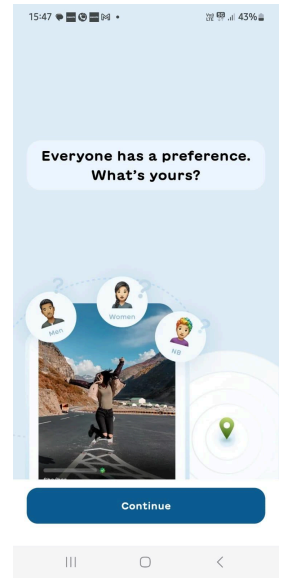 15:47
43%
Everyone has a preference.
What's yours?
Men
Women
NB
?
?
?
Continue